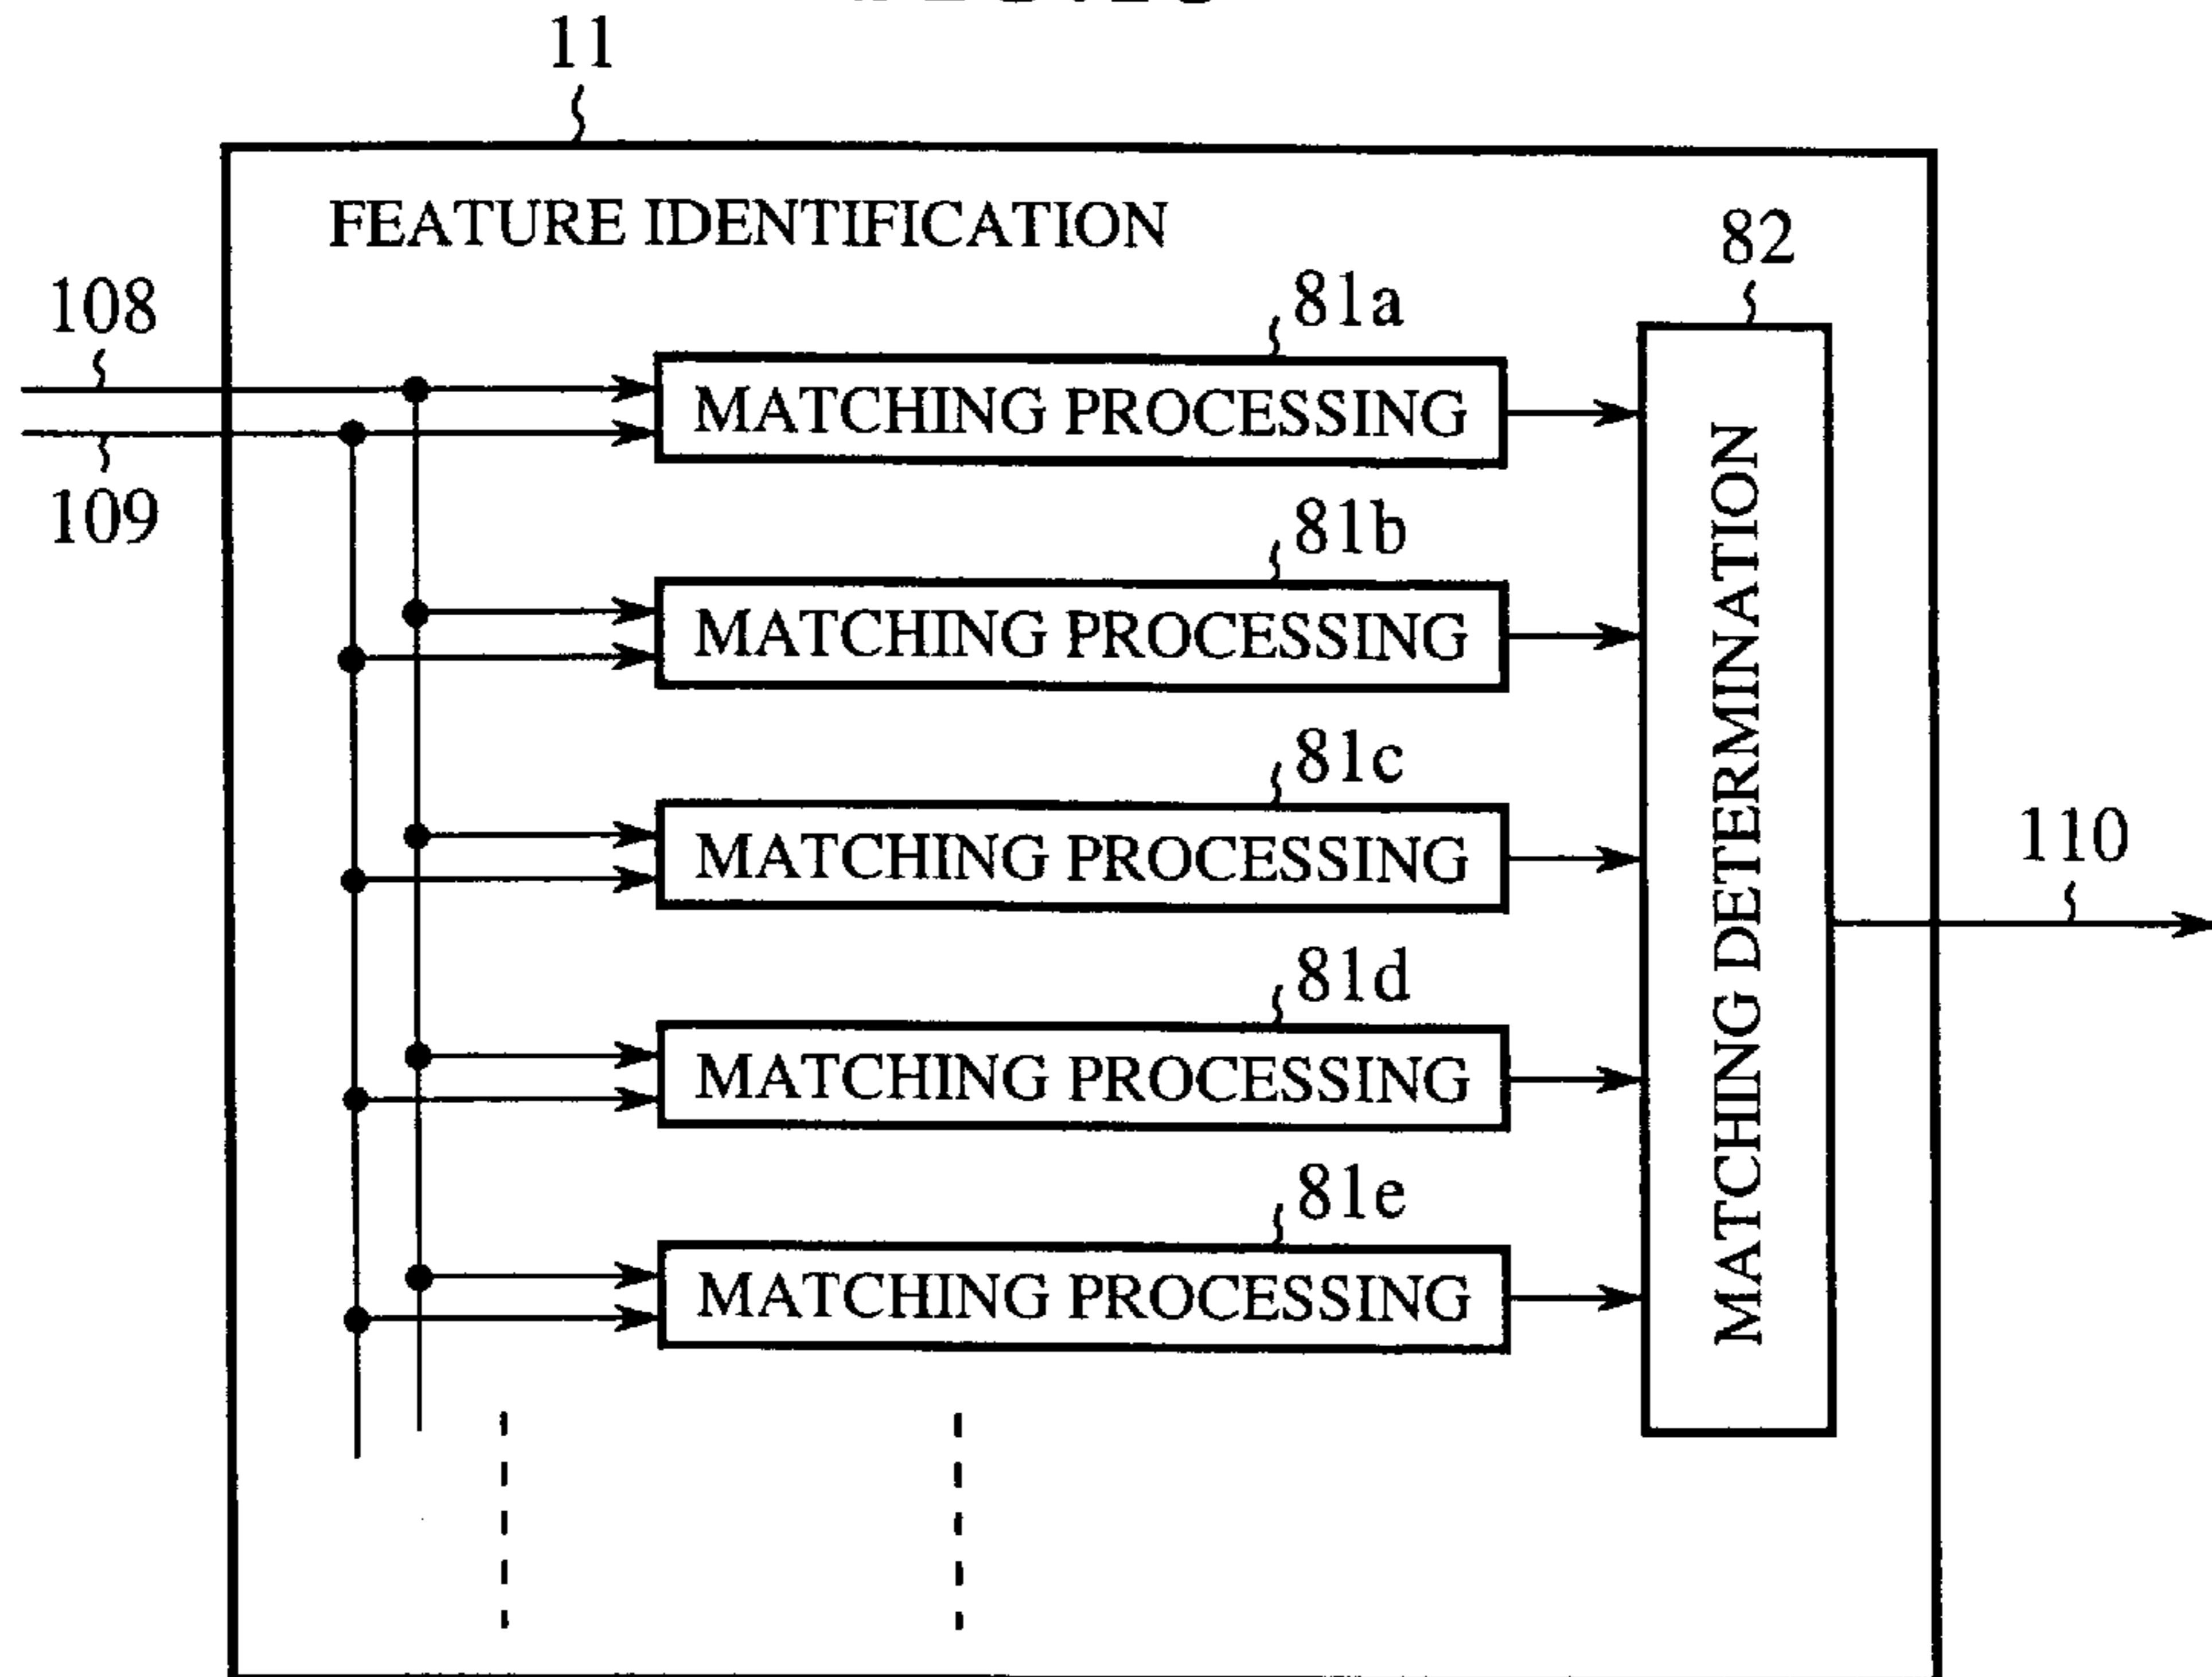 11
FEATURE IDENTIFICATION
82
108
81a
MATCHING PROCESSING
109
81b
MATCHING PROCESSING
81c
MATCHING PROCESSING
MATCHING DETERMINATION
110
81d
MATCHING PROCESSING
81e
MATCHING PROCESSING